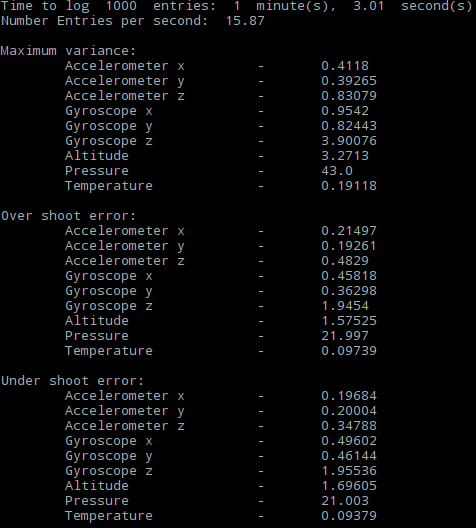 Time to log 1000 entries: 1 minute(s), 3.01 second(s)
Number Entries per second: 15.87
Maximum variance:
Accelerometer x - 0.4118
Accelerometer y - 0.39265
Accelerometer z - 0.83079
Gyroscope x - 0.9542
Gyroscope y - 0.82443
Gyroscope z - 3.90076
Altitude - 3.2713
Pressure - 43.0
Temperature - 0.19118
Over shoot error:
Accelerometer x - 0.21497
Accelerometer y - 0.19261
Accelerometer z - 0.4829
Gyroscope x - 0.45818
Gyroscope y - 0.36298
Gyroscope z - 1.9454
Altitude - 1.57525
Pressure - 21.997
Temperature - 0.09739
Under shoot error:
Accelerometer x - 0.19684
Accelerometer y - 0.20004
Accelerometer z - 0.34788
Gyroscope x - 0.49602
Gyroscope y - 0.46144
Gyroscope z - 1.95536
Altitude - 1.69605
Pressure - 21.003
Temperature - 0.09379